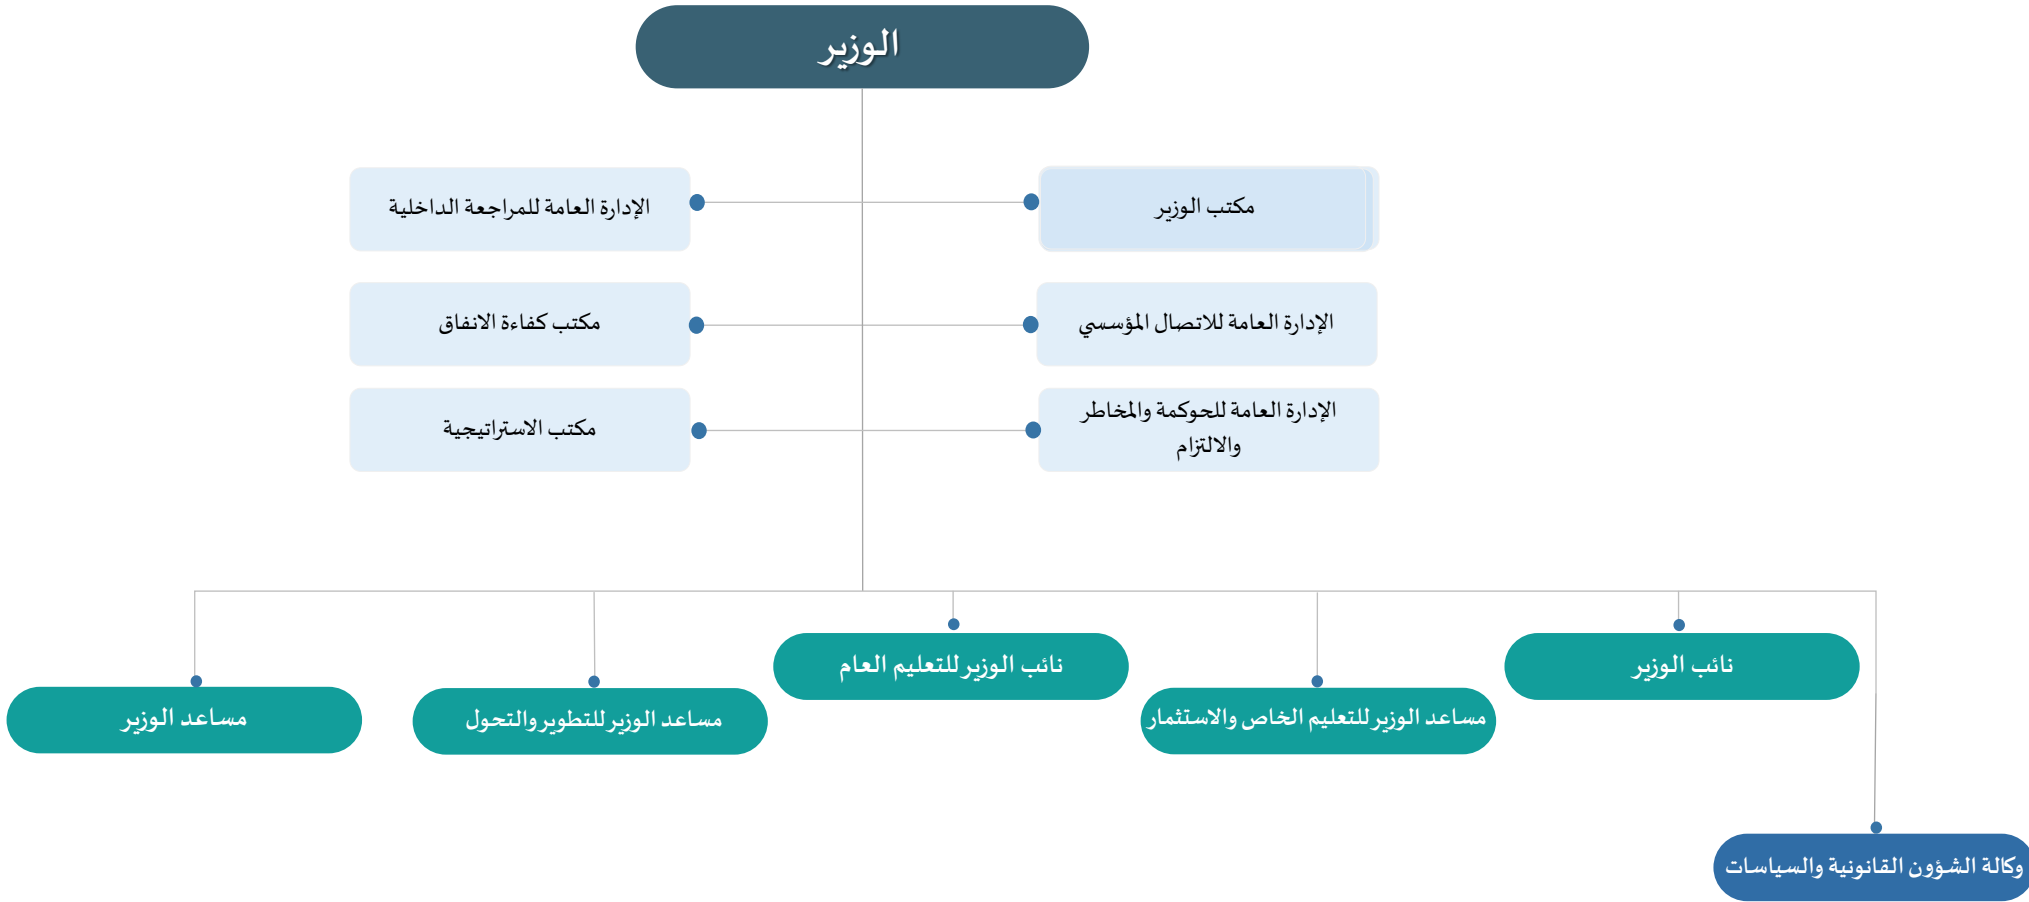 الوزير
مكتب الوزير
الإدارة العامة للمراجعة الداخلية
الإدارة العامة للاتصال المؤسسي
مكتب كفاءة الانفاق
الإدارة العامة للحوكمة والمخاطر
والالتزام
مكتب الاستراتيجية
نائب الوزير
مساعد الوزير للتعليم الخاص والاستثمار
نائب الوزير للتعليم العام
مساعد الوزير للتطوير والتحول
مساعد الوزير
وكالة الشؤون القانونية والسياسات